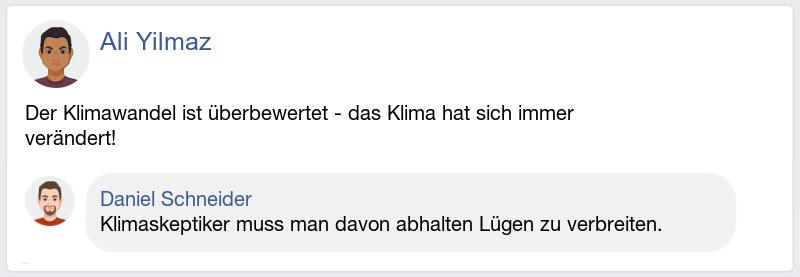 Ali Yilmaz
Der Klimawandel ist überbewertet - das Klima hat sich immer
verändert!
Daniel Schneider
Klimaskeptiker muss man davon abhalten Lügen zu verbreiten.